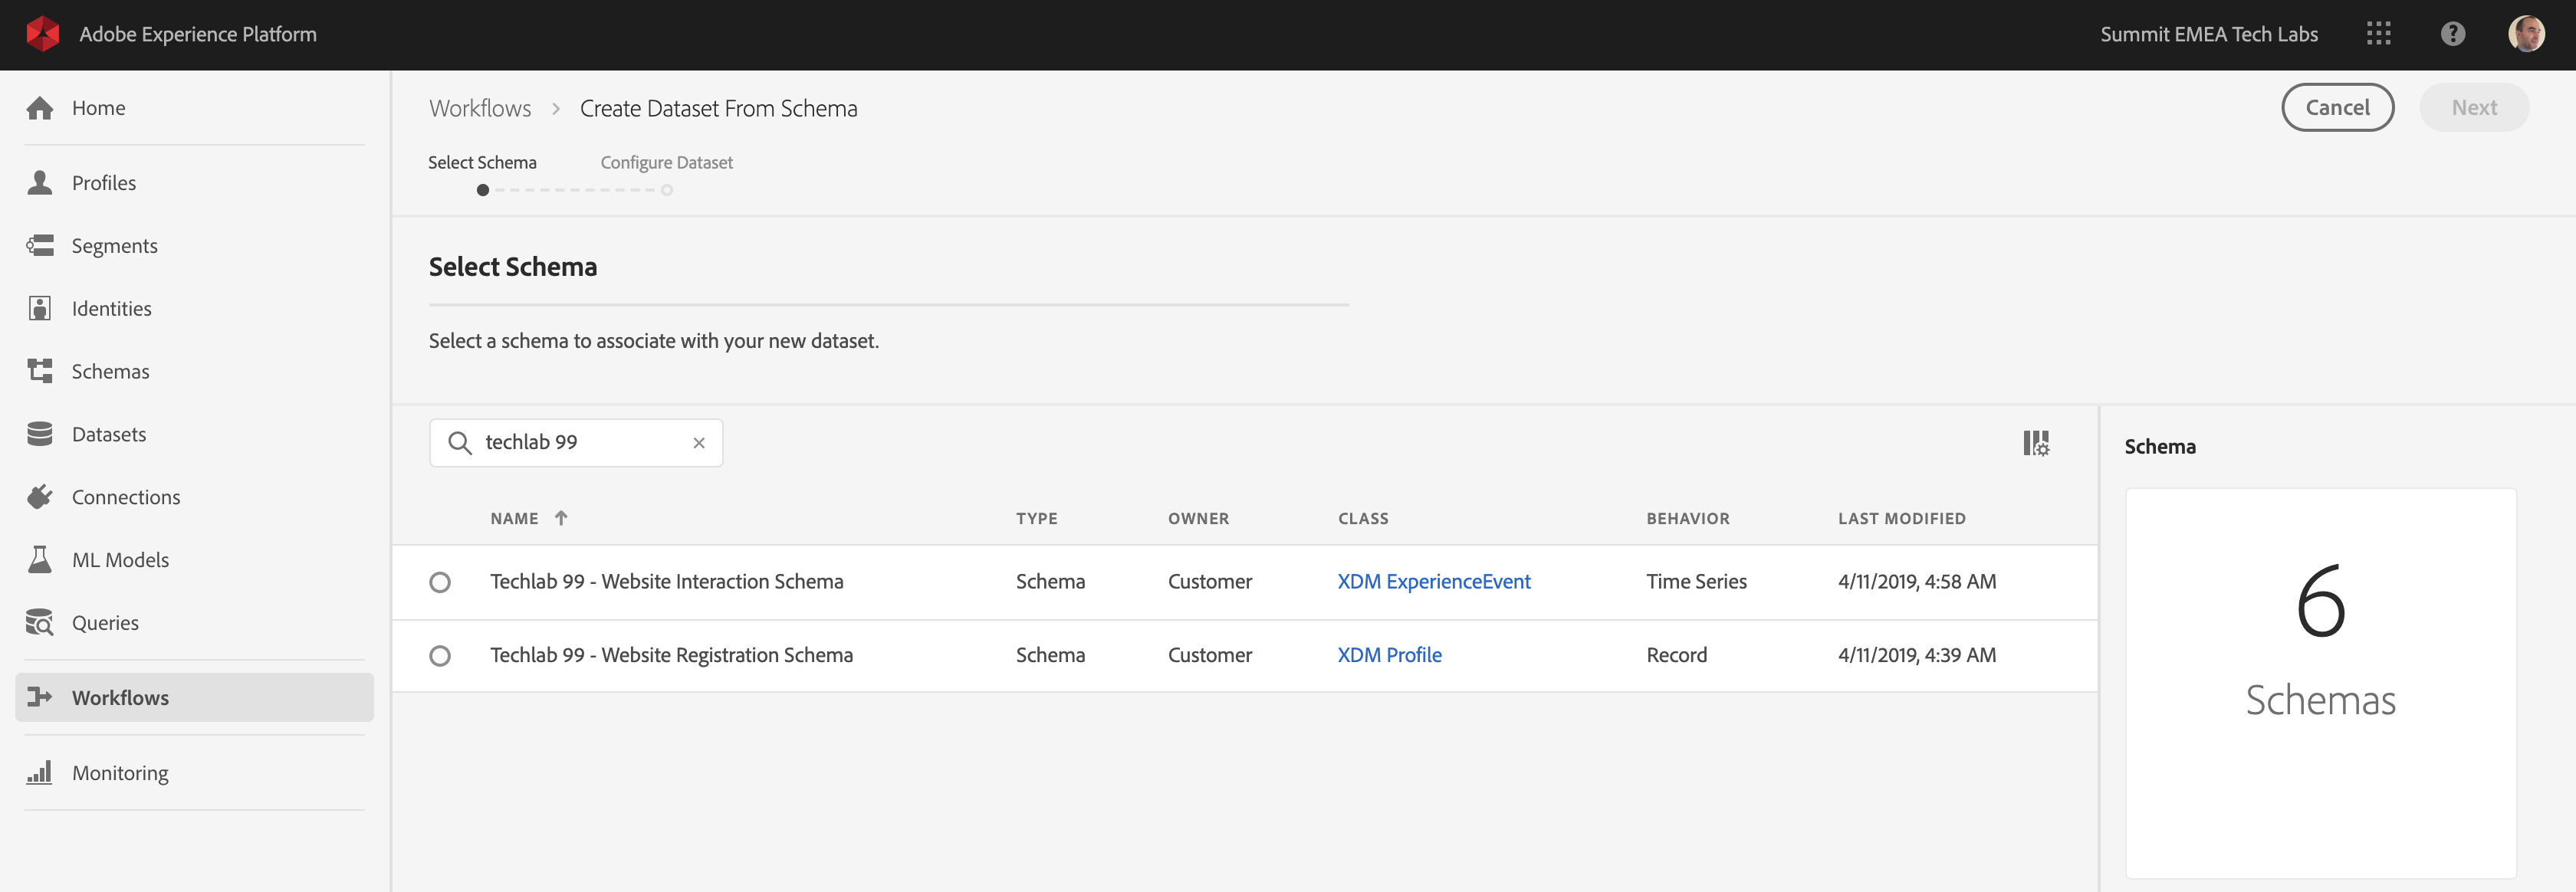 Adobe Experience Platform
Summit EMEA Tech Labs
?
Home
Profiles
Segments
Identities
Schemas
Datasets
Connections
ML Models
Queries
Workflows
Monitoring
Workflows > Create Dataset From Schema
Cancel
Next
Select Schema
Configure Dataset
Select Schema
Select a schema to associate with your new dataset.
techlab 99 ×
NAME ↑ TYPE OWNER CLASS BEHAVIOR LAST MODIFIED
Techlab 99 - Website Interaction Schema Schema Customer XDM ExperienceEvent Time Series 4/11/2019, 4:58 AM
Techlab 99 - Website Registration Schema Schema Customer XDM Profile Record 4/11/2019, 4:39 AM
Schema
6
Schemas